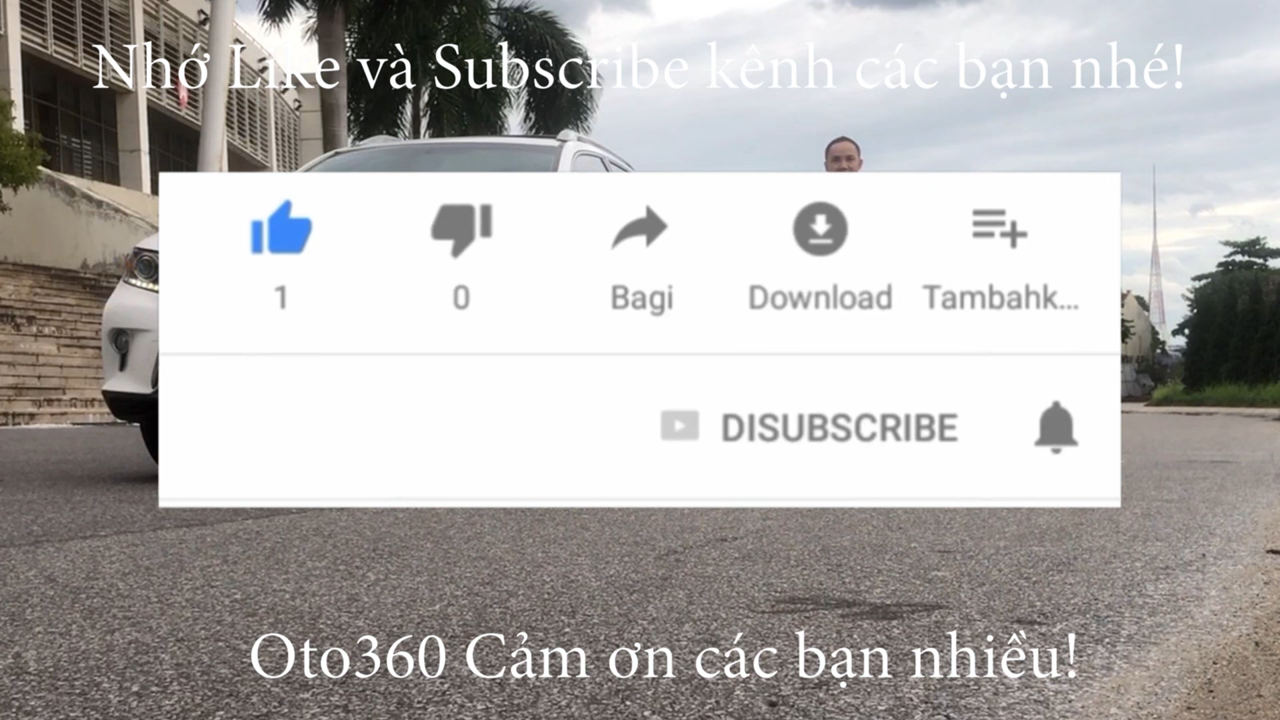 Nhớ Like và Subscribe kênh các bạn nhé!
1 0 Bagi Download Tambahk...
DISUBSCRIBE
Oto360 Cảm ơn các bạn nhiều!